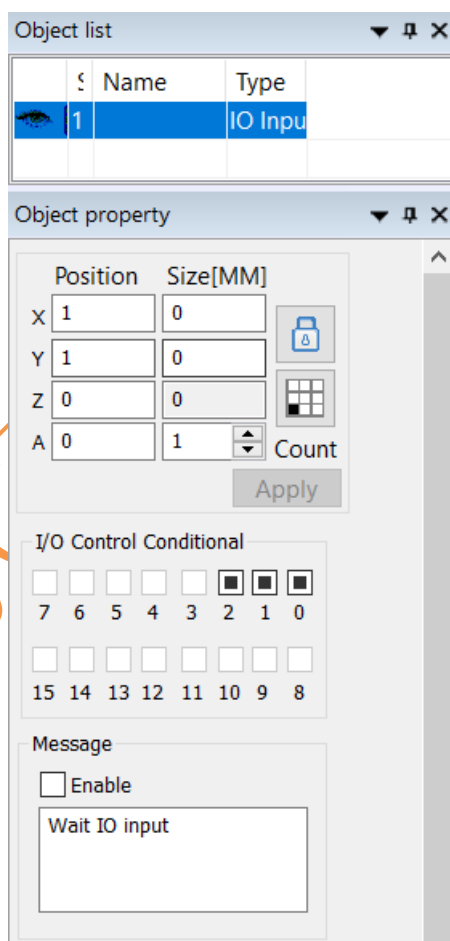 Object list
Name Type
1 IO Inpu
Object property
Position Size[MM]
X 1 0
Y 1 0
Z 0 0
A 0 1 Count
Apply
I/O Control Conditional
7 6 5 4 3 2 1 0
15 14 13 12 11 10 9 8
Message
Enable
Wait IO input